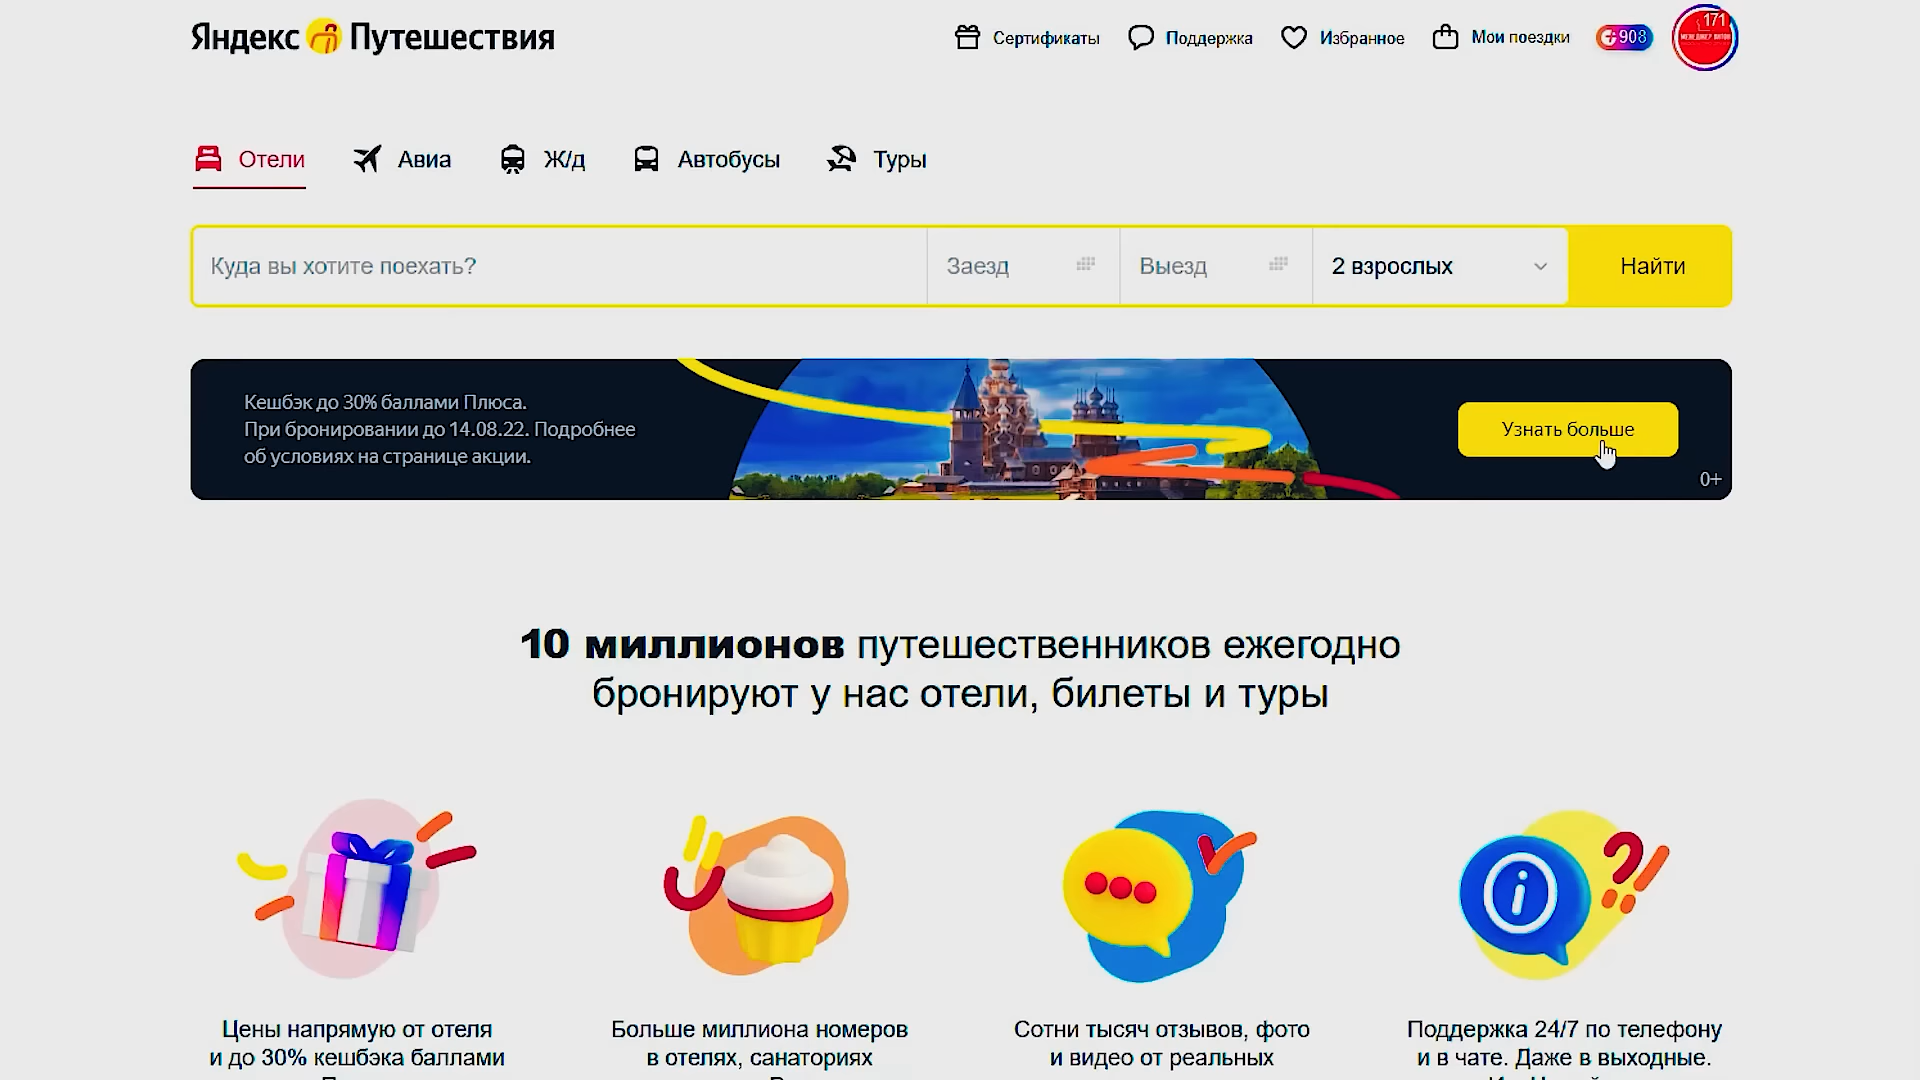 Яндекс Путешествия
Сертификаты
Поддержка
Избранное
Мои поездки
908
171
Отели
Авиа
Ж/д
Автобусы
Туры
Куда вы хотите поехать?
Заезд
Выезд
2 взрослых
Найти
Кешбэк до 30% баллами Плюса.
При бронировании до 14.08.22. Подробнее
об условиях на странице акции.
Узнать больше
0+
10 миллионов путешественников ежегодно
бронируют у нас отели, билеты и туры
Цены напрямую от отеля
и до 30% кешбэка баллами
Больше миллиона номеров
в отелях, санаториях
Сотни тысяч отзывов, фото
и видео от реальных
Поддержка 24/7 по телефону
и в чате. Даже в выходные.